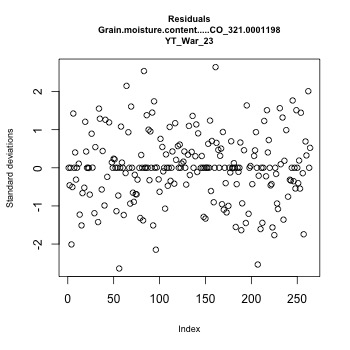 Residuals
Grain.moisture.content.....CO_321.0001198
YT_War_23
Standard deviations
2
1
0
-1
-2
0
50
100
150
200
250
Index